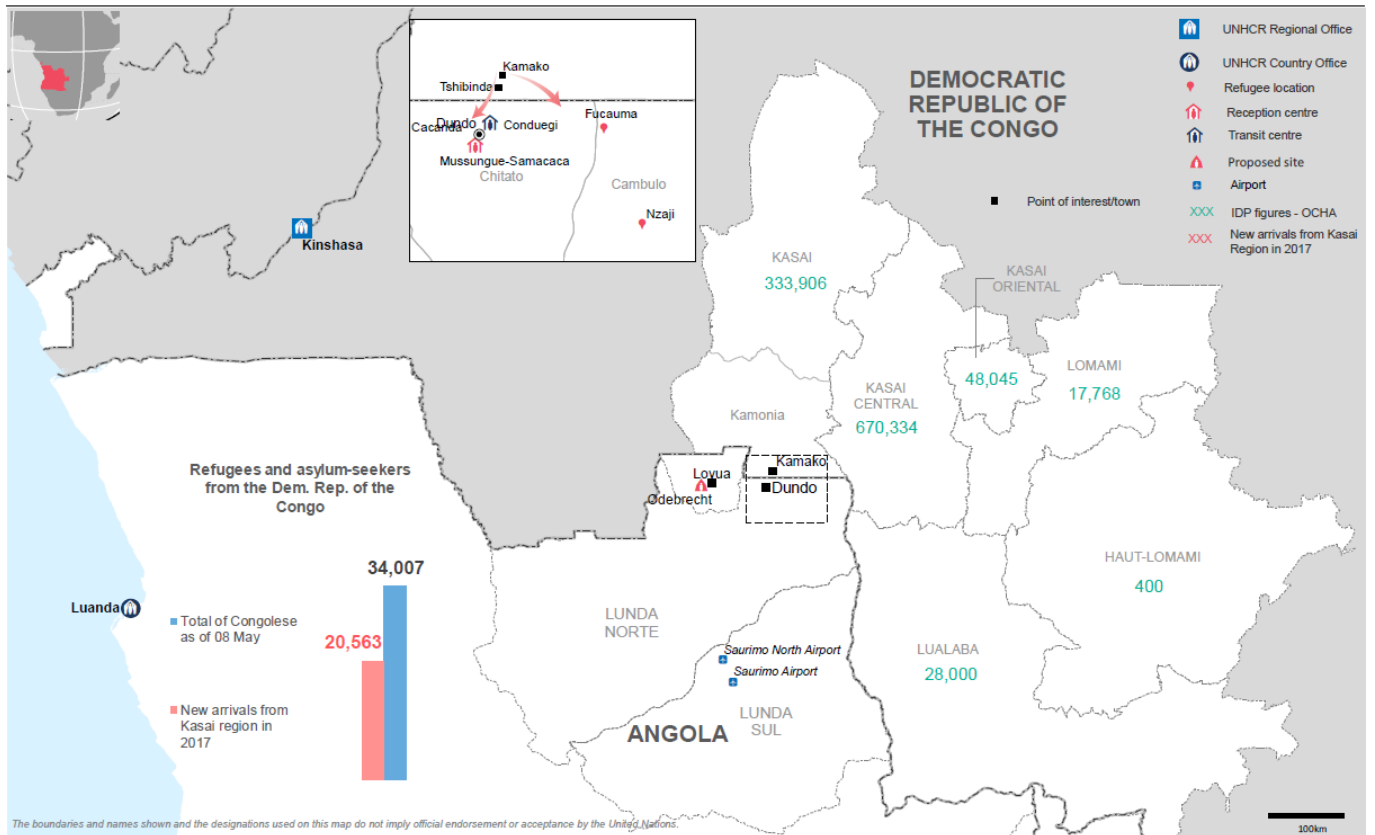 Kamako
Tshibinda
Fucauma
Dundo
Conduegi
Cacanda
Mussungue-Samacaca
Chitato
Cambulo
Nzaji
Kinshasa
DEMOCRATIC
REPUBLIC OF
THE CONGO
UNHCR Regional Office
UNHCR Country Office
Refugee location
Reception centre
Transit centre
Proposed site
Airport
XXX IDP figures - OCHA
XXX New arrivals from Kasai
Region in 2017
Point of interest/town
KASAI
333,906
KASAI
ORIENTAL
48,045
LOMAMI
17,768
KASAI
CENTRAL
670,334
Kamonia
Kamako
Lovua
Dundo
Odebrecht
HAUT-LOMAMI
400
LUALABA
28,000
LUNDA
NORTE
Saurimo North Airport
Saurimo Airport
LUNDA
SUL
ANGOLA
Luanda
Refugees and asylum-seekers
from the Dem. Rep. of the
Congo
34,007
20,563
Total of Congolese
as of 08 May
New arrivals from
Kasai region in
2017
The boundaries and names shown and the designations used on this map do not imply official endorsement or acceptance by the United Nations.
100km